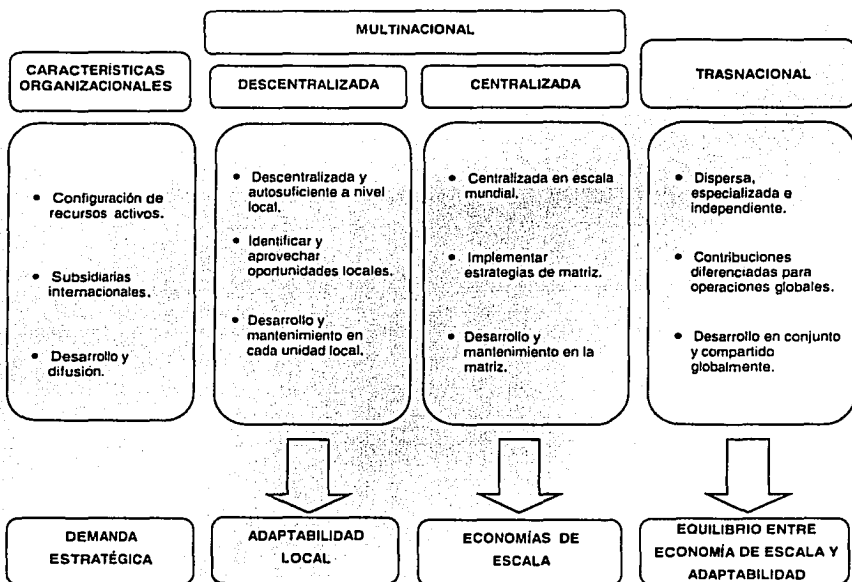 MULTINACIONAL
CARACTERÍSTICAS
ORGANIZACIONALES
DESCENTRALIZADA
CENTRALIZADA
TRASNACIONAL
• Configuración de
recursos activos.
• Subsidiarias
internacionales.
• Desarrollo y
difusión.
• Descentralizada y
autosuficiente a nivel
local.
• Identificar y
aprovechar
oportunidades locales.
• Desarrollo y
mantenimiento en
cada unidad local.
• Centralizada en escala
mundial.
• Implementar
estrategias de matriz.
• Desarrollo y
mantenimiento en la
matriz.
• Dispersa,
especializada e
independiente.
• Contribuciones
diferenciadas para
operaciones globales.
• Desarrollo en conjunto
y compartido
globalmente.
DEMANDA
ESTRATÉGICA
ADAPTABILIDAD
LOCAL
ECONOMÍAS DE
ESCALA
EQUILIBRIO ENTRE
ECONOMÍA DE ESCALA Y
ADAPTABILIDAD